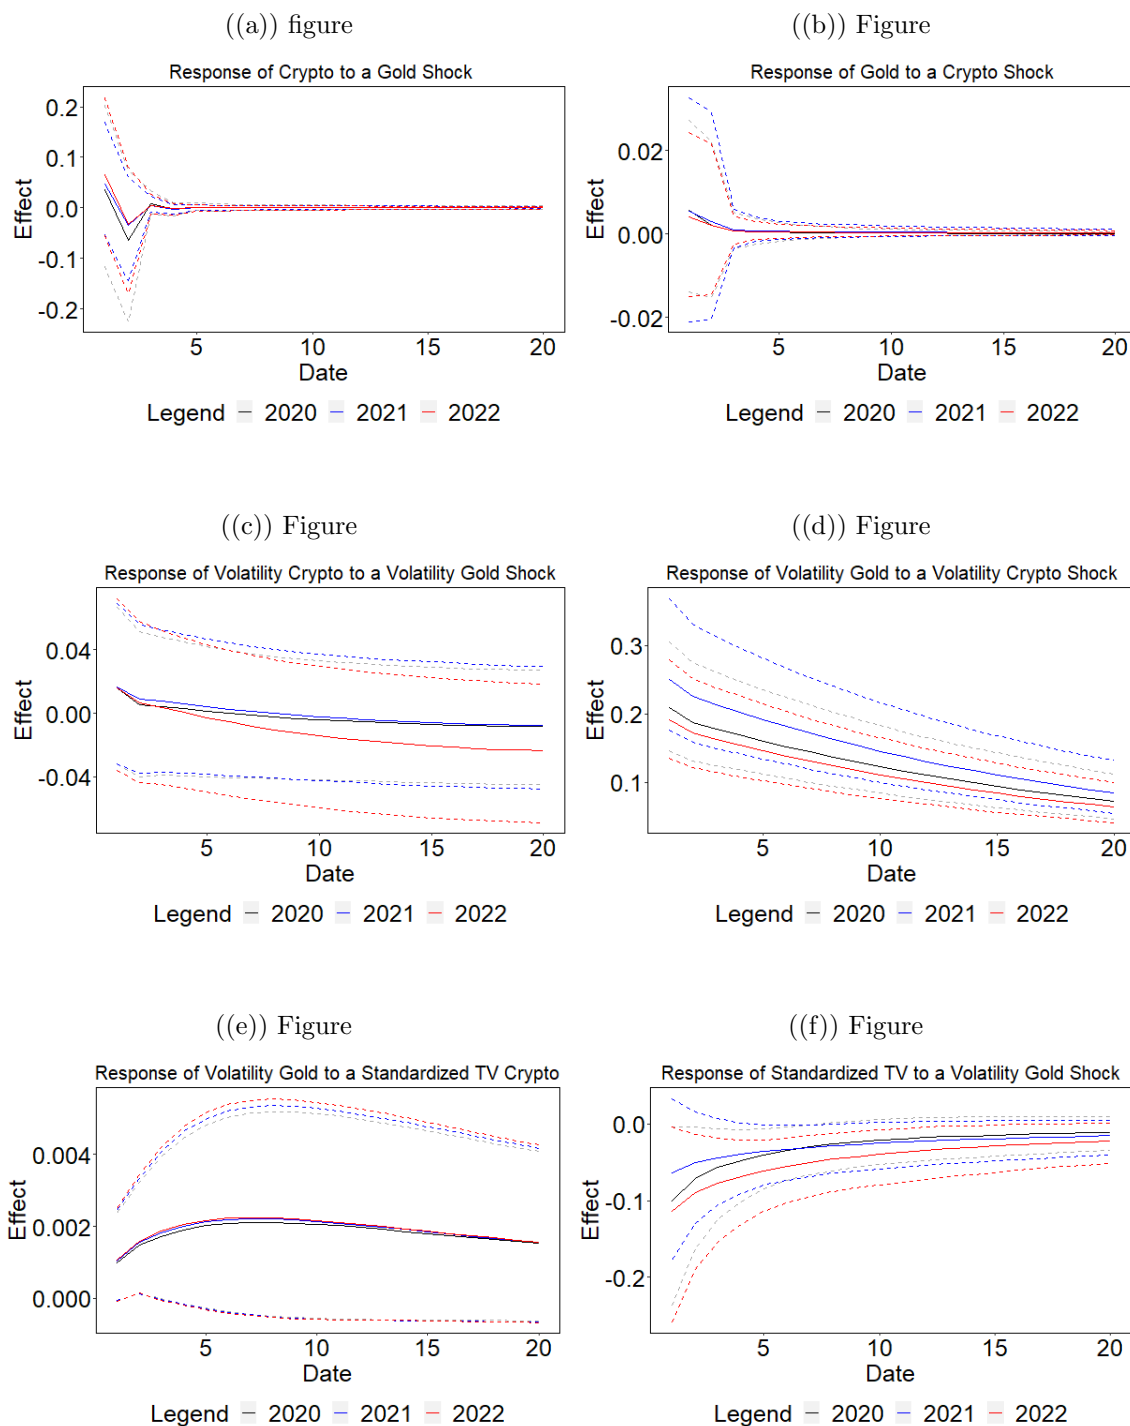 ((a)) figure
Response of Crypto to a Gold Shock
0.2
0.1
0.0
-0.1
-0.2
Effect
5 10 15 20
Date
Legend 2020 2021 2022
((b)) Figure
Response of Gold to a Crypto Shock
0.02
0.00
-0.02
Effect
5 10 15 20
Date
Legend 2020 2021 2022
((c)) Figure
Response of Volatility Crypto to a Volatility Gold Shock
0.04
0.00
-0.04
Effect
5 10 15 20
Date
Legend 2020 2021 2022
((d)) Figure
Response of Volatility Gold to a Volatility Crypto Shock
0.3
0.2
0.1
Effect
5 10 15 20
Date
Legend 2020 2021 2022
((e)) Figure
Response of Volatility Gold to a Standardized TV Crypto
0.004
0.002
0.000
Effect
5 10 15 20
Date
Legend 2020 2021 2022
((f)) Figure
Response of Standardized TV to a Volatility Gold Shock
0.0
-0.1
-0.2
Effect
5 10 15 20
Date
Legend 2020 2021 2022